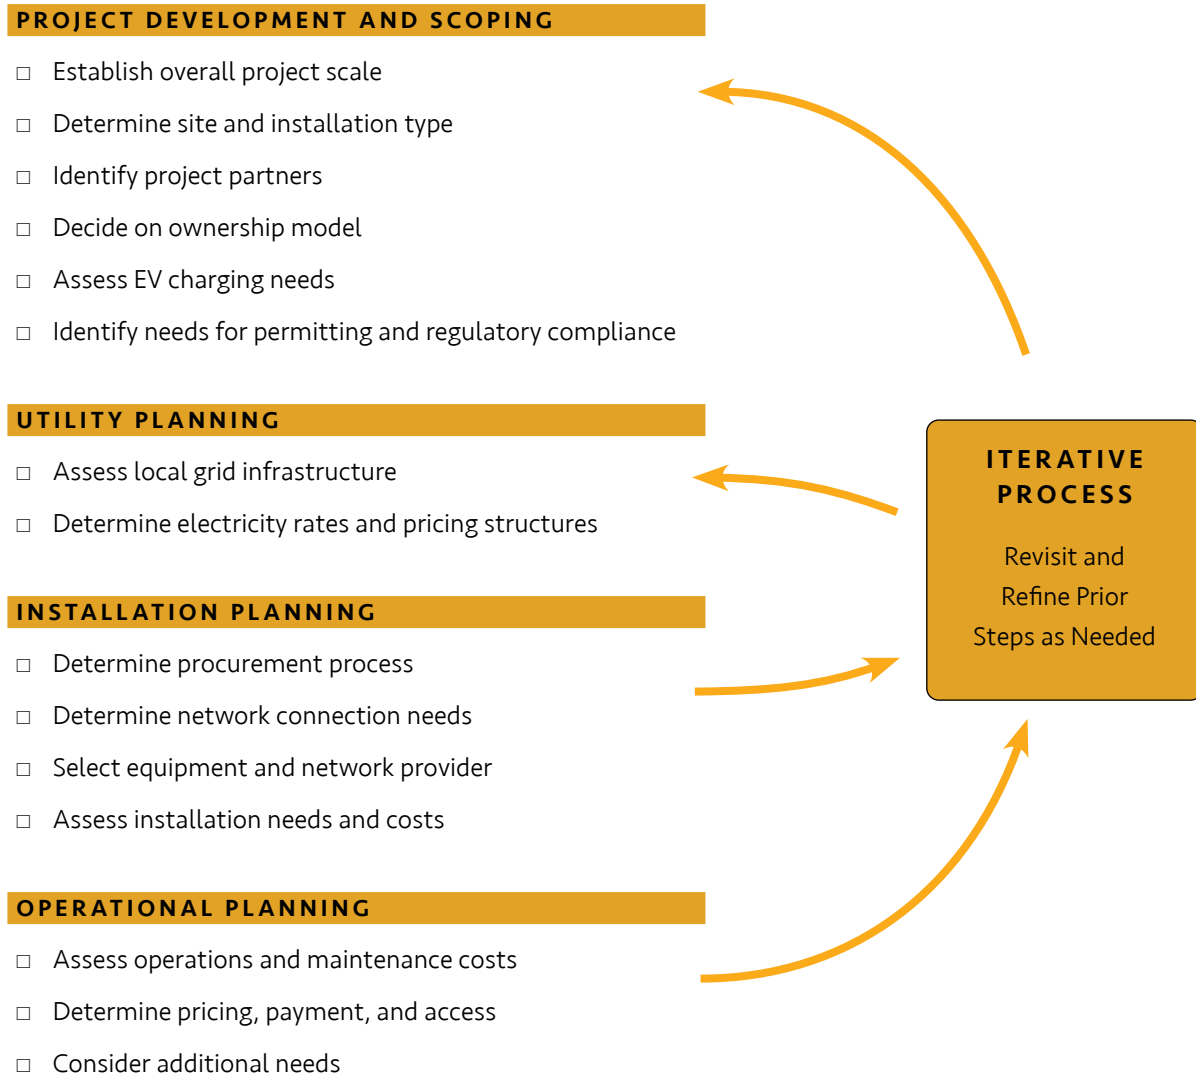 PROJECT DEVELOPMENT AND SCOPING
Establish overall project scale
Determine site and installation type
Identify project partners
Decide on ownership model
Assess EV charging needs
Identify needs for permitting and regulatory compliance
UTILITY PLANNING
Assess local grid infrastructure
Determine electricity rates and pricing structures
INSTALLATION PLANNING
Determine procurement process
Determine network connection needs
Select equipment and network provider
Assess installation needs and costs
OPERATIONAL PLANNING
Assess operations and maintenance costs
Determine pricing, payment, and access
Consider additional needs
ITERATIVE
PROCESS
Revisit and
Refine Prior
Steps as Needed